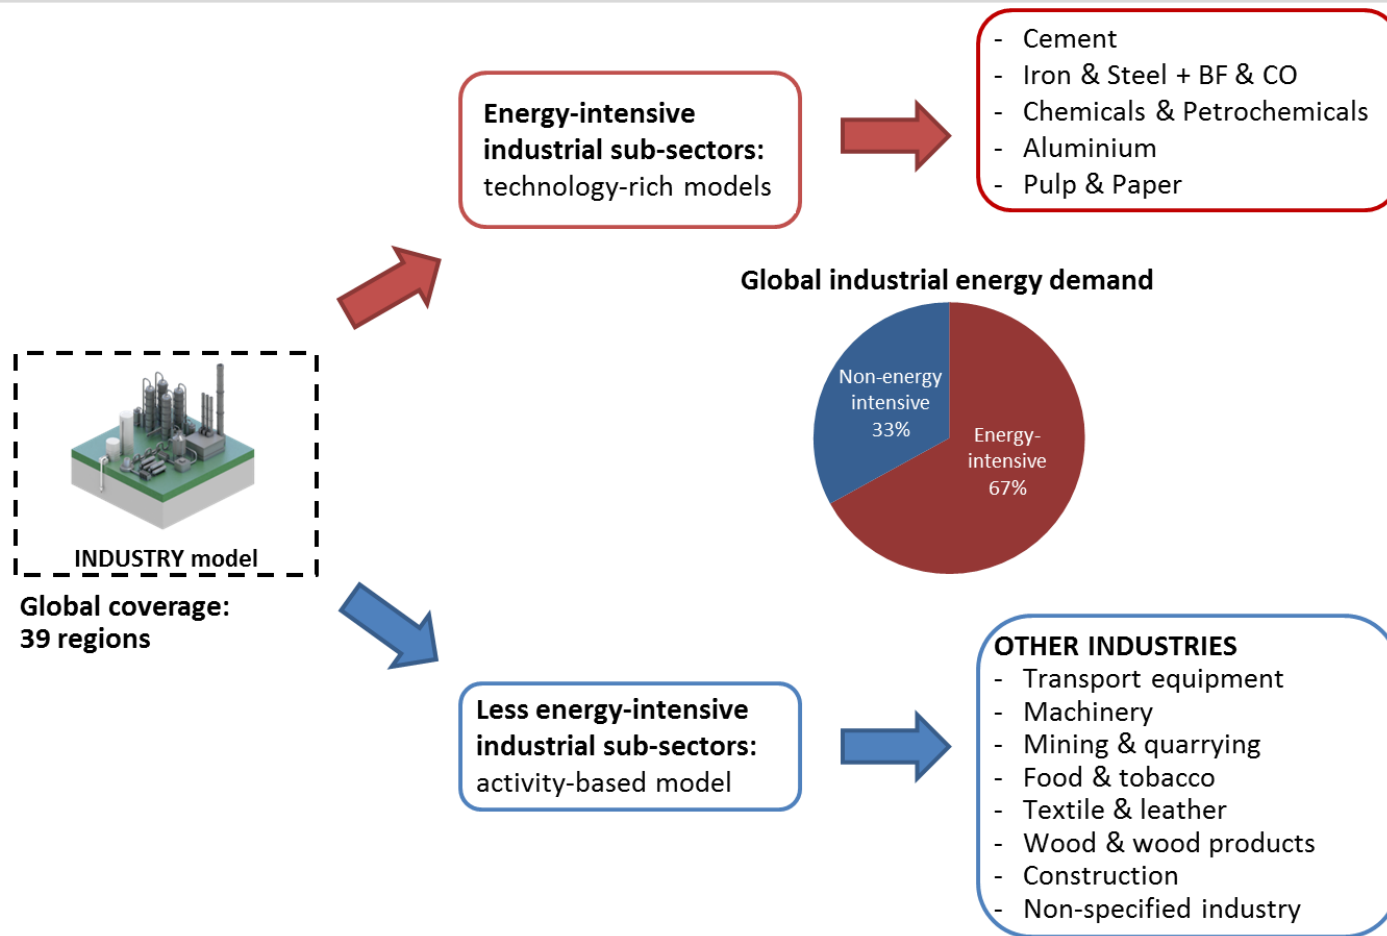 Energy-intensive
industrial sub-sectors:
technology-rich models
- Cement
- Iron & Steel + BF & CO
- Chemicals & Petrochemicals
- Aluminium
- Pulp & Paper
Global industrial energy demand
Non-energy
intensive
33%
Energy-
intensive
67%
INDUSTRY model
Global coverage:
39 regions
Less energy-intensive
industrial sub-sectors:
activity-based model
OTHER INDUSTRIES
- Transport equipment
- Machinery
- Mining & quarrying
- Food & tobacco
- Textile & leather
- Wood & wood products
- Construction
- Non-specified industry